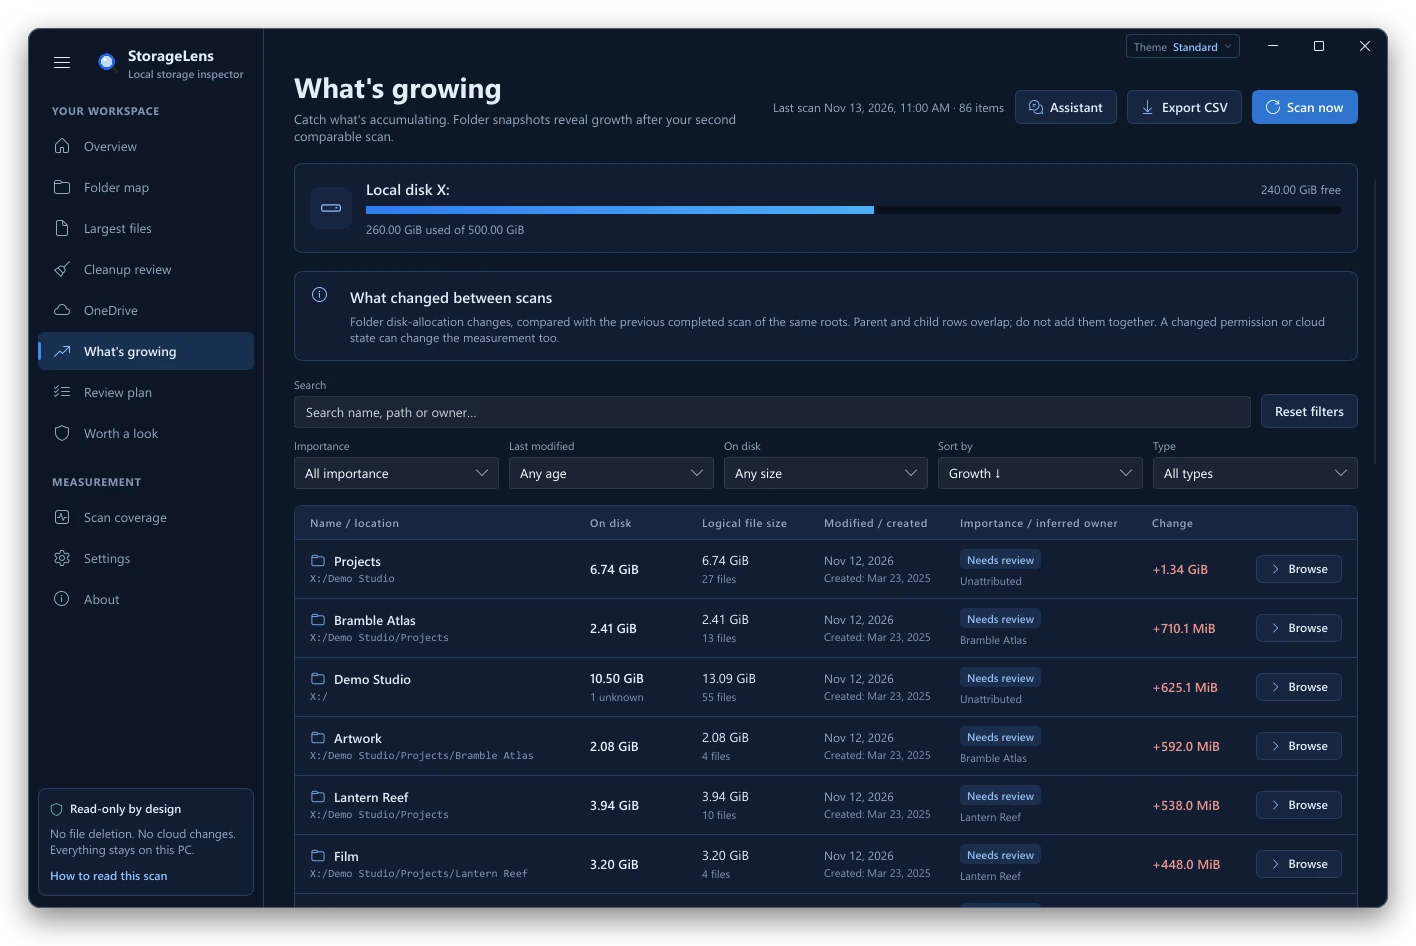 StorageLens
Local storage inspector
YOUR WORKSPACE
Overview
Folder map
Largest files
Cleanup review
OneDrive
What's growing
Review plan
Worth a look
MEASUREMENT
Scan coverage
Settings
About
Read-only by design
No file deletion. No cloud changes.
Everything stays on this PC.
How to read this scan
Theme Standard
What's growing
Catch what's accumulating. Folder snapshots reveal growth after your second
comparable scan.
Last scan Nov 13, 2026, 11:00 AM · 86 items
Assistant
Export CSV
Scan now
Local disk X:
240.00 GiB free
260.00 GiB used of 500.00 GiB
What changed between scans
Folder disk-allocation changes, compared with the previous completed scan of the same roots. Parent and child rows overlap; do not add them together. A changed permission or cloud
state can change the measurement too.
Search
Search name, path or owner...
Reset filters
Importance Last modified On disk Sort by Type
All importance Any age Any size Growth ↓ All types
Name / location On disk Logical file size Modified / created Importance / inferred owner Change
Projects 6.74 GiB 6.74 GiB Nov 12, 2026 Needs review +1.34 GiB Browse
X:/Demo Studio 27 files Created: Mar 23, 2025 Unattributed
Bramble Atlas 2.41 GiB 2.41 GiB Nov 12, 2026 Needs review +710.1 MiB Browse
X:/Demo Studio/Projects 13 files Created: Mar 23, 2025 Bramble Atlas
Demo Studio 10.50 GiB 13.09 GiB Nov 12, 2026 Needs review +625.1 MiB Browse
X:/ 1 unknown 55 files Created: Mar 23, 2025 Unattributed
Artwork 2.08 GiB 2.08 GiB Nov 12, 2026 Needs review +592.0 MiB Browse
X:/Demo Studio/Projects/Bramble Atlas 4 files Created: Mar 23, 2025 Bramble Atlas
Lantern Reef 3.94 GiB 3.94 GiB Nov 12, 2026 Needs review +538.0 MiB Browse
X:/Demo Studio/Projects 10 files Created: Mar 23, 2025 Lantern Reef
Film 3.20 GiB 3.20 GiB Nov 12, 2026 Needs review +448.0 MiB Browse
X:/Demo Studio/Projects/Lantern Reef 4 files Created: Mar 23, 2025 Lantern Reef